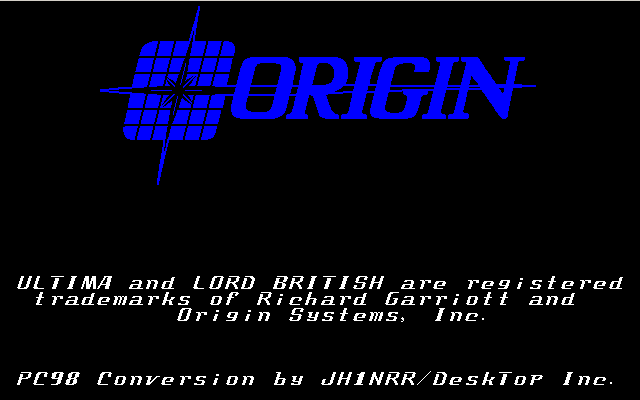 ORIGIN
ULTIMA and LORD BRITISH are registered
trademarks of Richard Garriott and
Origin Systems, Inc.
PC98 Conversion by JH1NRR/DeskTop Inc.